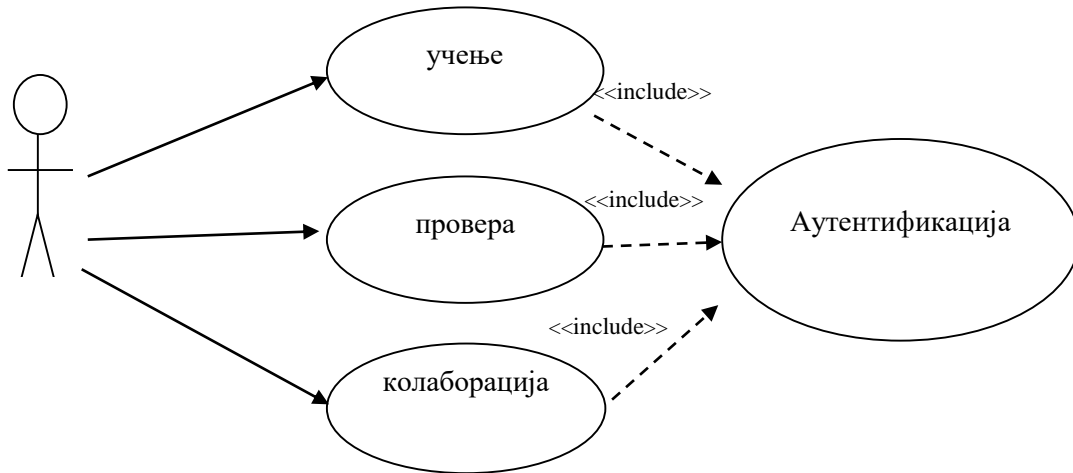 учење
<<include>>
<<include>>
провера
Аутентификација
<<include>>
колаборација